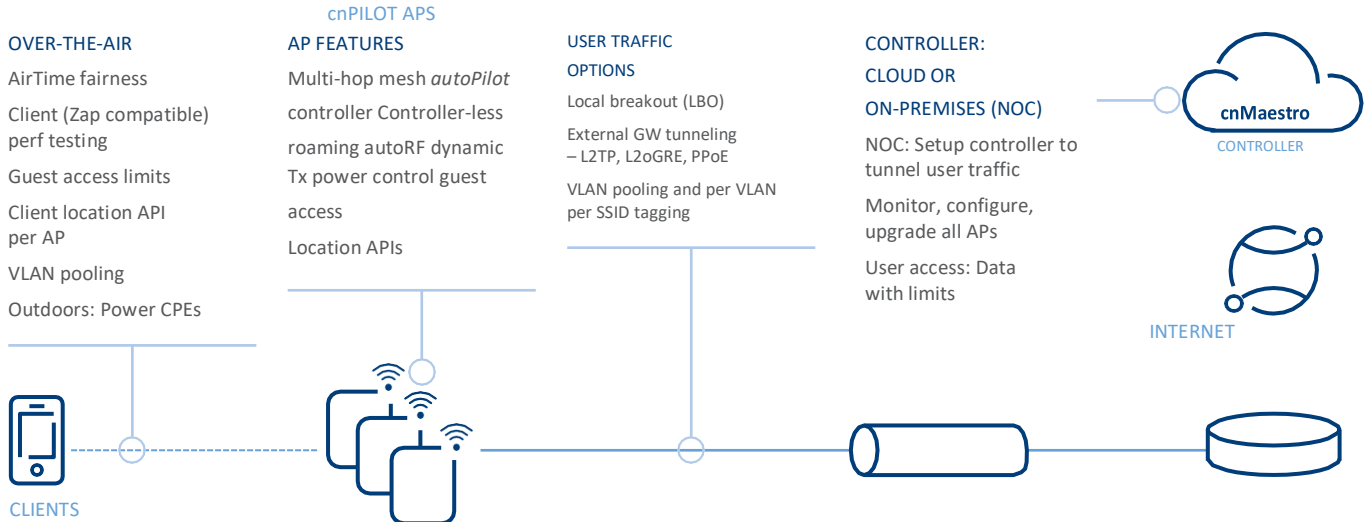 cnPILOT APS
OVER-THE-AIR
AirTime fairness
Client (Zap compatible)
perf testing
Guest access limits
Client location API
per AP
VLAN pooling
Outdoors: Power CPEs
AP FEATURES
Multi-hop mesh autoPilot
controller Controller-less
roaming autoRF dynamic
Tx power control guest
access
Location APIs
USER TRAFFIC
OPTIONS
Local breakout (LBO)
External GW tunneling
– L2TP, L2oGRE, PPoE
VLAN pooling and per VLAN
per SSID tagging
CONTROLLER:
CLOUD OR
ON-PREMISES (NOC)
NOC: Setup controller to
tunnel user traffic
Monitor, configure,
upgrade all APs
User access: Data
with limits
cnMaestro
CONTROLLER
INTERNET
CLIENTS